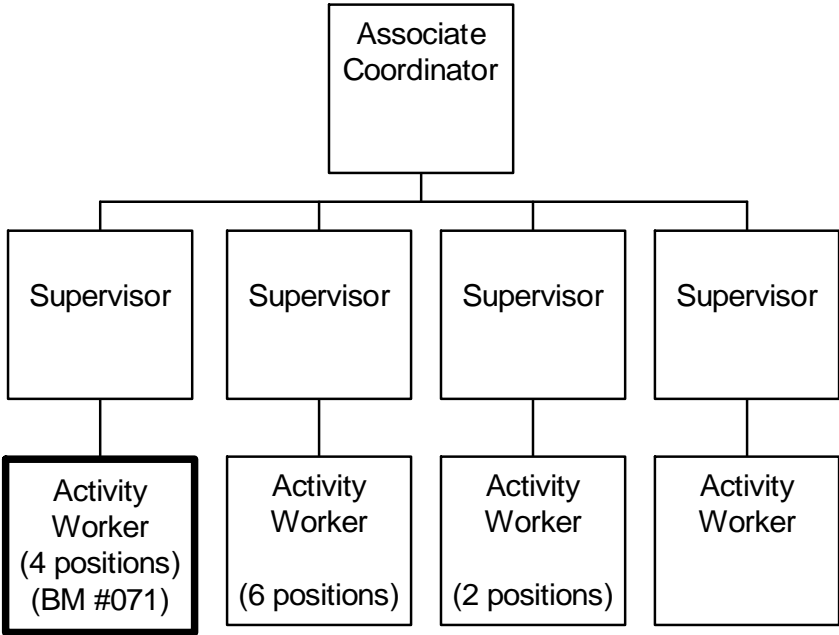 Associate
Coordinator
Supervisor
Supervisor
Supervisor
Supervisor
Activity
Worker
(4 positions)
(BM #071)
Activity
Worker
(6 positions)
Activity
Worker
(2 positions)
Activity
Worker